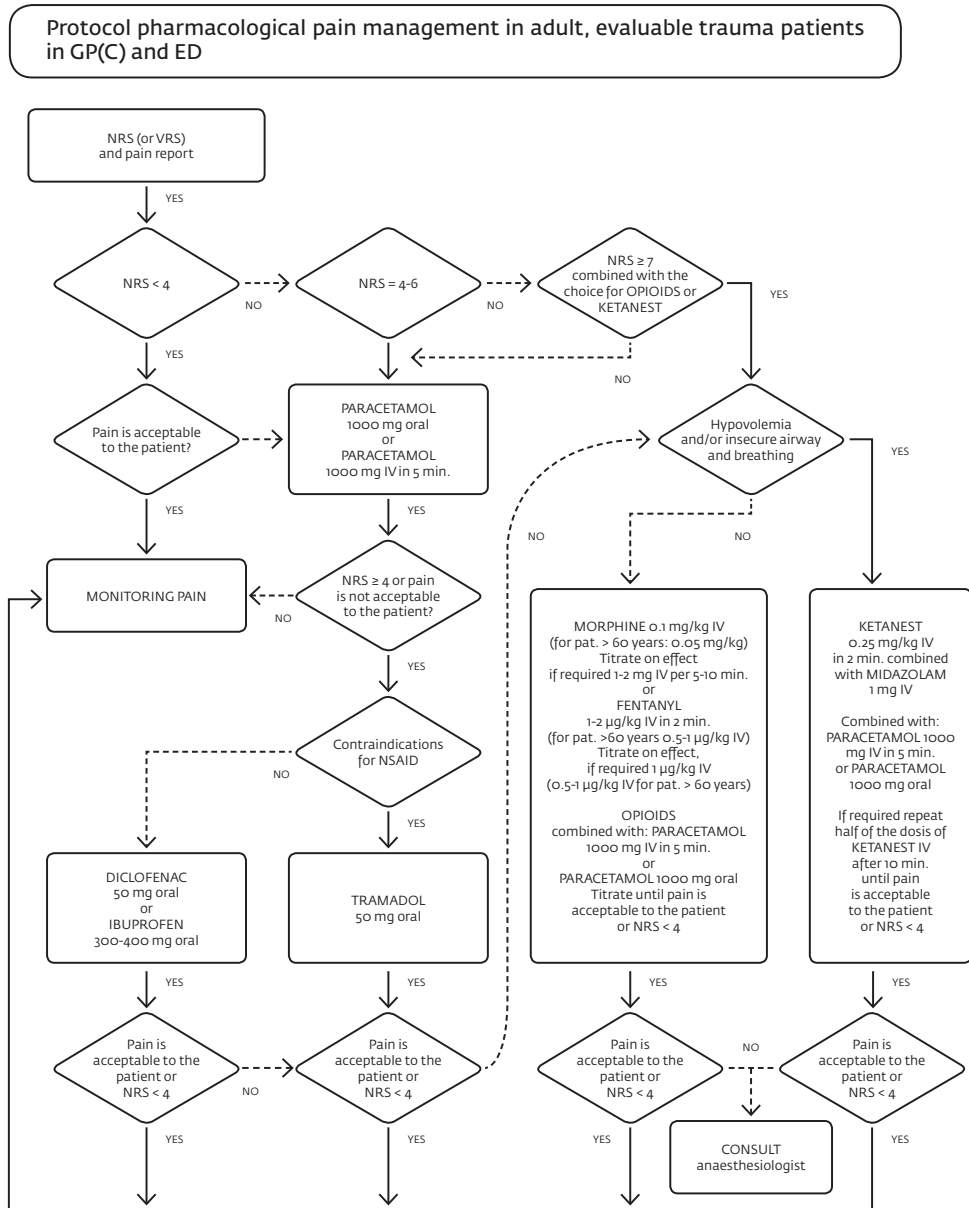 Protocol pharmacological pain management in adult, evaluable trauma patients
in GP(C) and ED
NRS (or VRS)
and pain report
YES
NRS < 4
NO
NRS = 4-6
NO
NRS ≥ 7
combined with the
choice for OPIOIDS or
KETANEST
YES
YES
NO
Pain is acceptable
to the patient?
PARACETAMOL
1000 mg oral
or
PARACETAMOL
1000 mg IV in 5 min.
Hypovolemia
and/or insecure airway
and breathing
YES
YES
YES
NO
NO
MONITORING PAIN
NO
NRS ≥ 4 or pain
is not acceptable
to the patient?
YES
MORPHINE 0.1 mg/kg IV
(for pat. > 60 years: 0.05 mg/kg)
Titrate on effect
if required 1-2 mg IV per 5-10 min.
or
FENTANYL
1-2 µg/kg IV in 2 min.
(for pat. >60 years 0.5-1 µg/kg IV)
Titrate on effect,
if required 1 µg/kg IV
(0.5-1 µg/kg IV for pat. > 60 years)
OPIOIDS
combined with: PARACETAMOL
1000 mg IV in 5 min.
or
PARACETAMOL 1000 mg oral
Titrate until pain is
acceptable to the patient
or NRS < 4
KETANEST
0.25 mg/kg IV
in 2 min. combined
with MIDAZOLAM
1 mg IV
Combined with:
PARACETAMOL 1000
mg IV in 5 min.
or PARACETAMOL
1000 mg oral
If required repeat
half of the dosis of
KETANEST IV
after 10 min.
until pain
is acceptable
to the patient
or NRS < 4
Contraindications
for NSAID
NO
YES
DICLOFENAC
50 mg oral
or
IBUPROFEN
300-400 mg oral
TRAMADOL
50 mg oral
YES
YES
YES
YES
Pain is
acceptable to the
patient or
NRS < 4
NO
Pain is
acceptable to the
patient or
NRS < 4
Pain is
acceptable to the
patient or
NRS < 4
NO
Pain is
acceptable to the
patient or
NRS < 4
YES
YES
YES
YES
CONSULT
anaesthesiologist